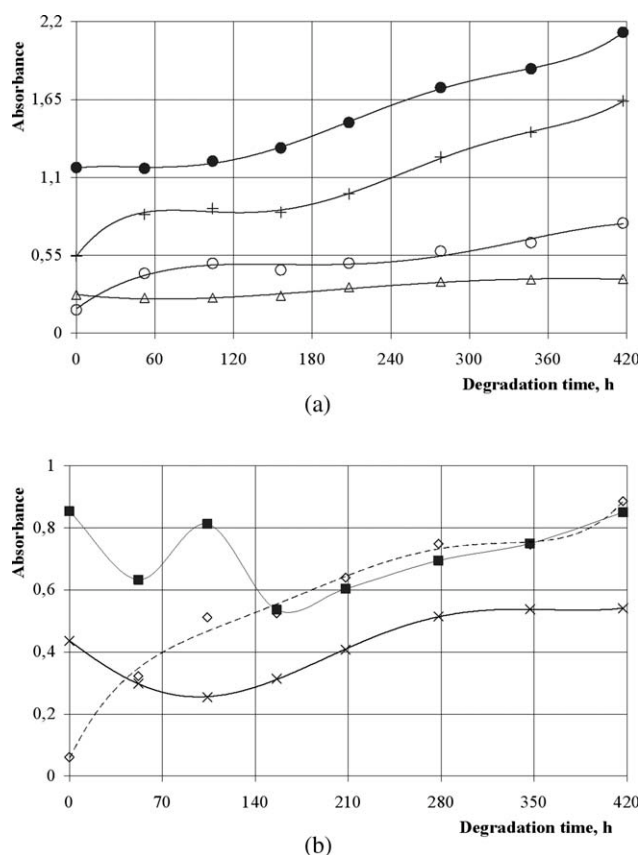 Absorbance
2,2
1,65
1,1
0,55
0
0 60 120 180 240 300 360 420
Degradation time, h
(a)
Absorbance
1
0,8
0,6
0,4
0,2
0
0 70 140 210 280 350 420
Degradation time, h
(b)